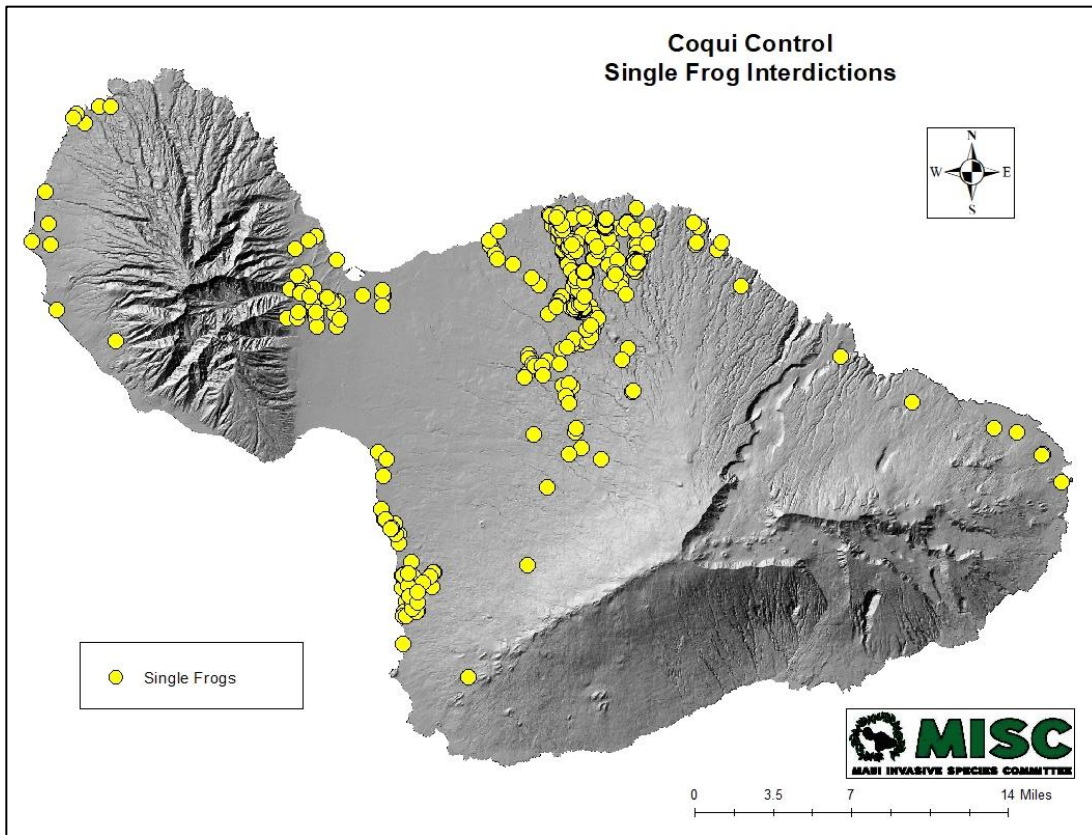 Coqui Control
Single Frog Interdictions
N
W E
S
Single Frogs
MISC
MAUI INVASIVE SPECIES COMMITTEE
0 3.5 7 14 Miles